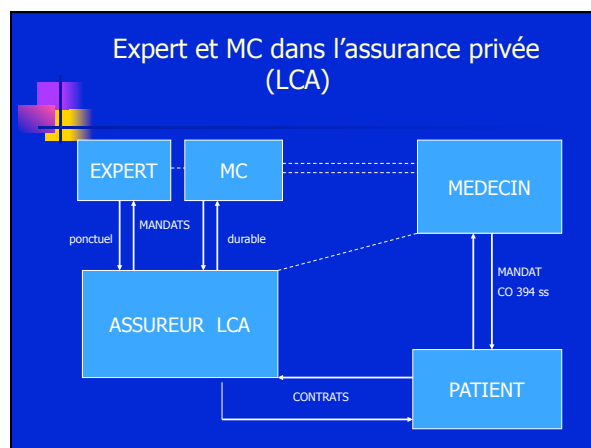 Expert et MC dans l'assurance privée
(LCA)
EXPERT
MC
MEDECIN
ponctuel
MANDATS
durable
MANDAT
CO 394 ss
ASSUREUR LCA
CONTRATS
PATIENT